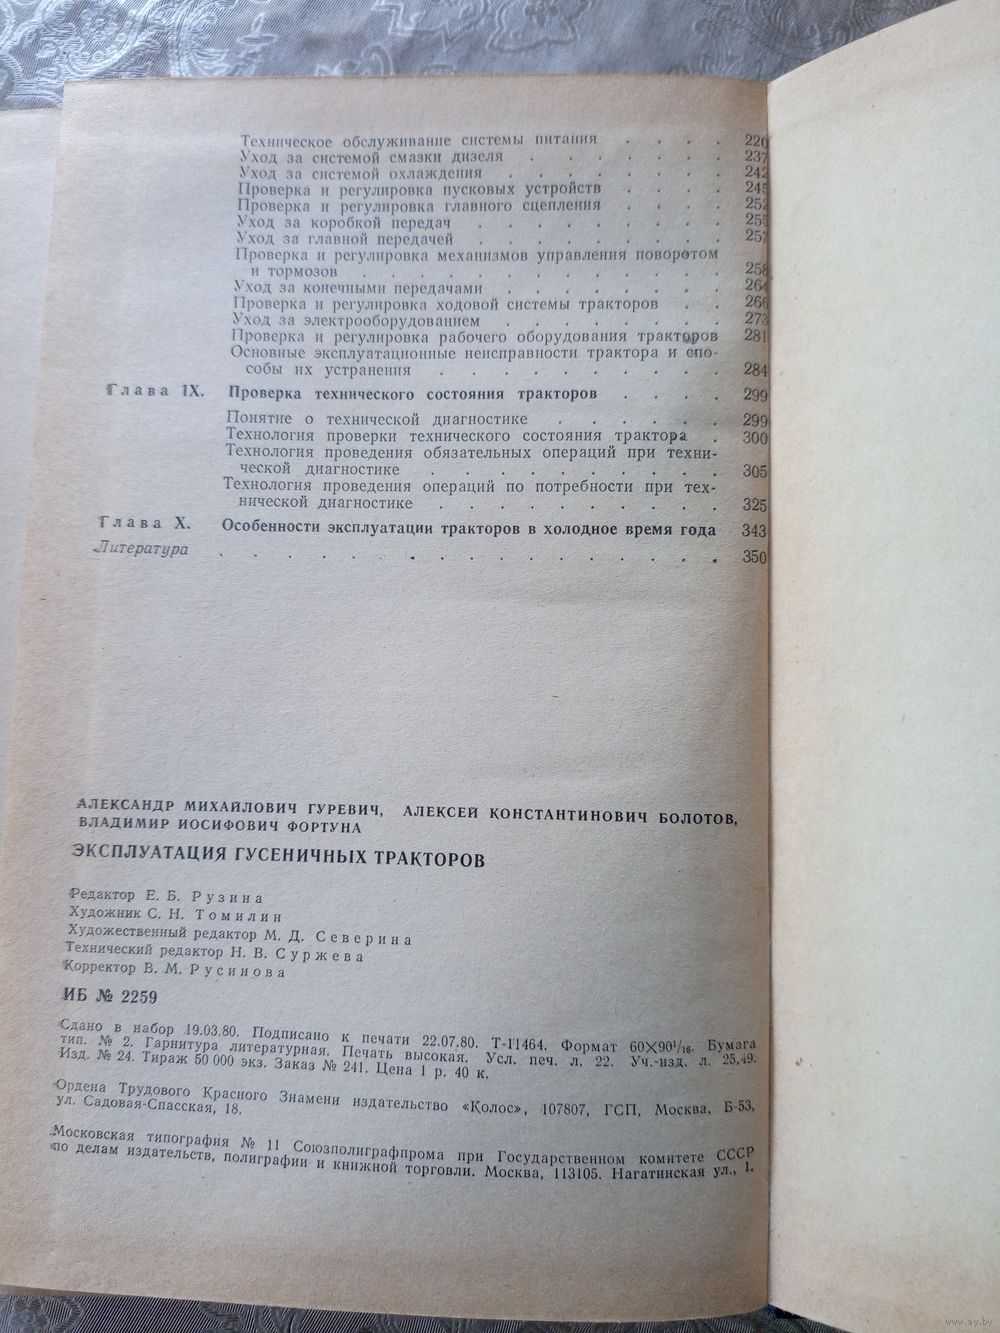 Техническое обслуживание системы питания . . . . 220
Уход за системой смазки дизеля . . . . . . . 237
Уход за системой охлаждения . . . . . . . . 242
Проверка и регулировка пусковых устройств . . . . 245
Проверка и регулировка главного сцепления . . . . 252
Уход за коробкой передач . . . . . . . . . 255
Уход за главной передачей . . . . . . . . . 257
Проверка и регулировка механизмов управления поворотом
и тормозов . . . . . . . . . . . . . 258
Уход за конечными передачами . . . . . . . . 264
Проверка и регулировка ходовой системы тракторов . . 266
Уход за электрооборудованием . . . . . . . . 273
Проверка и регулировка рабочего оборудования тракторов 281
Основные эксплуатационные неисправности трактора и спо-
собы их устранения . . . . . . . . . . 284
Глава IX. Проверка технического состояния тракторов . . . . 299
Понятие о технической диагностике . . . . . . 299
Технология проверки технического состояния трактора . 300
Технология проведения обязательных операций при техни-
ческой диагностике . . . . . . . . . . 305
Технология проведения операций по потребности при тех-
нической диагностике . . . . . . . . . . 325
Глава X. Особенности эксплуатации тракторов в холодное время года 343
Литература . . . . . . . . . . . . . . . . 350
АЛЕКСАНДР МИХАЙЛОВИЧ ГУРЕВИЧ, АЛЕКСЕЙ КОНСТАНТИНОВИЧ БОЛОТОВ,
ВЛАДИМИР ИОСИФОВИЧ ФОРТУНА
ЭКСПЛУАТАЦИЯ ГУСЕНИЧНЫХ ТРАКТОРОВ
Редактор Е. Б. Рузина
Художник С. Н. Томилин
Художественный редактор М. Д. Северина
Технический редактор Н. В. Суржева
Корректор В. М. Русинова
ИБ № 2259
Сдано в набор 19.03.80. Подписано к печати 22.07.80. Т-11464. Формат 60×90¹/₁₆. Бумага
тип. № 2. Гарнитура литературная. Печать высокая. Усл. печ. л. 22. Уч.-изд. л. 25,49.
Изд. № 24. Тираж 50 000 экз. Заказ № 241. Цена 1 р. 40 к.
Ордена Трудового Красного Знамени издательство «Колос», 107807, ГСП, Москва, Б-53,
ул. Садовая-Спасская, 18.
Московская типография № 11 Союзполиграфпрома при Государственном комитете СССР
по делам издательств, полиграфии и книжной торговли. Москва, 113105. Нагатинская ул., 1.
www.ay.by